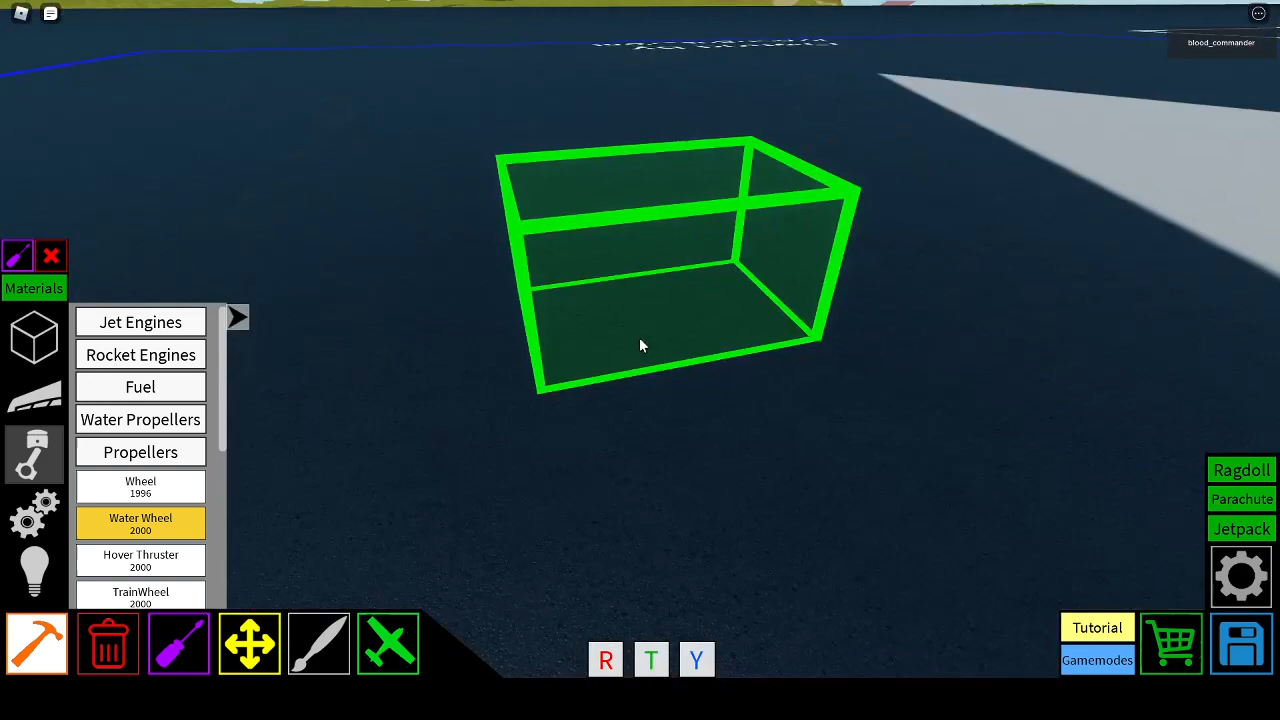 blood_commander
Materials
Jet Engines
Rocket Engines
Fuel
Water Propellers
Propellers
Wheel
1996
Water Wheel
2000
Hover Thruster
2000
TrainWheel
2000
Ragdoll
Parachute
Jetpack
Tutorial
Gamemodes
R T Y